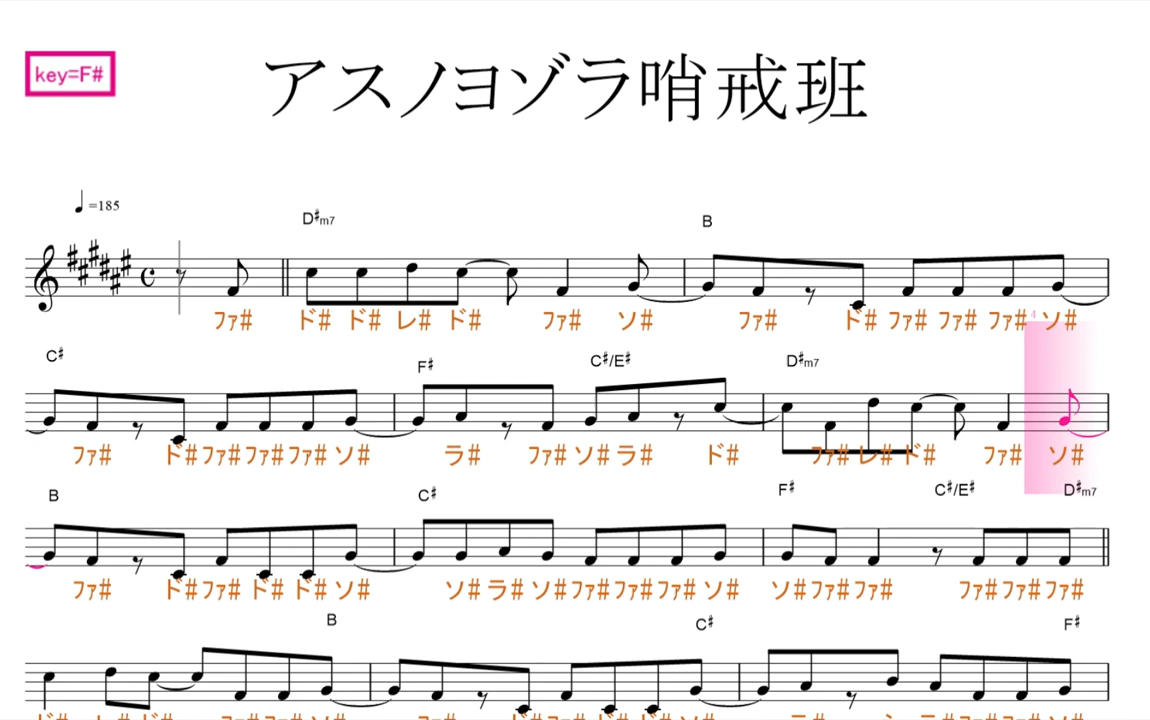 key=F#
アスノヨゾラ哨戒班
=185
D♯m7 B
ﾌｧ# ド# ド# レ# ド# ﾌｧ# ソ# ﾌｧ# ド# ﾌｧ# ﾌｧ# ﾌｧ# ソ#
4
C♯ F♯ C♯/E♯ D♯m7
ﾌｧ# ド# ﾌｧ# ﾌｧ# ﾌｧ# ソ# ラ# ﾌｧ# ソ# ラ# ド# ﾌｧ# レ# ド# ﾌｧ# ソ#
B C♯ F♯ C♯/E♯ D♯m7
ﾌｧ# ド# ﾌｧ# ド# ド# ソ# ソ# ラ# ソ# ﾌｧ# ﾌｧ# ﾌｧ# ソ# ソ# ﾌｧ# ﾌｧ# ﾌｧ# ﾌｧ# ﾌｧ#
B C♯ F♯